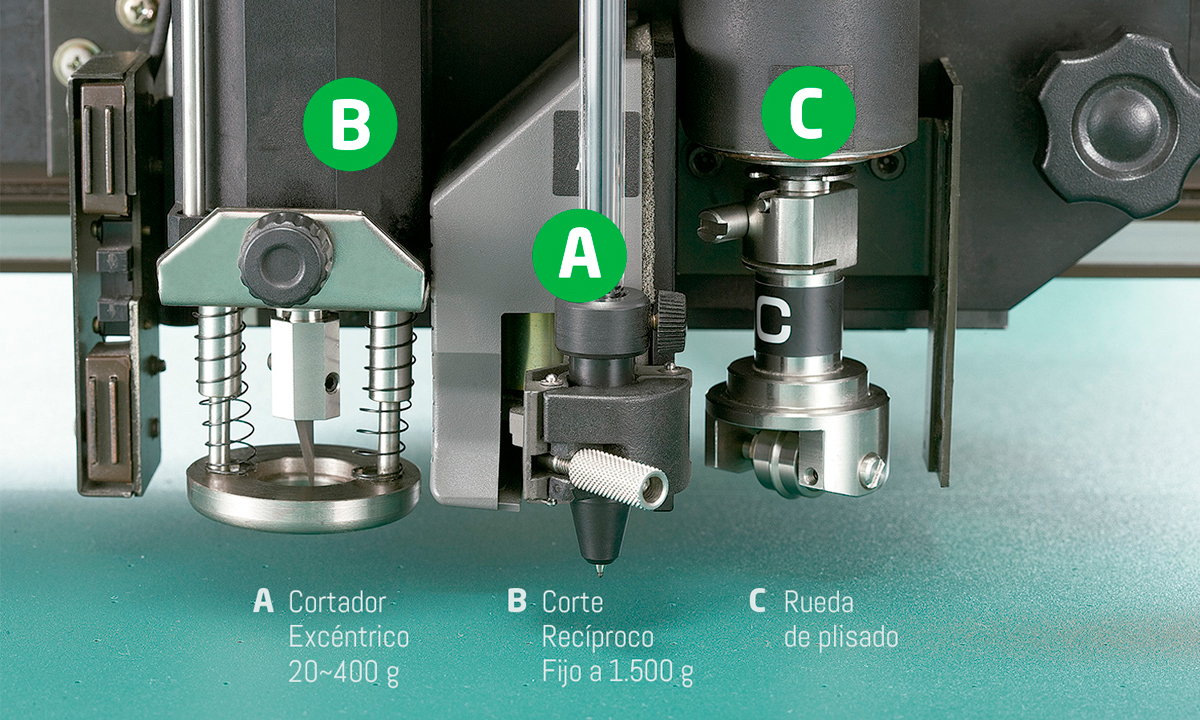 B
C
A
C
A Cortador
Excéntrico
20~400 g
B Corte
Recíproco
Fijo a 1.500 g
C Rueda
de plisado